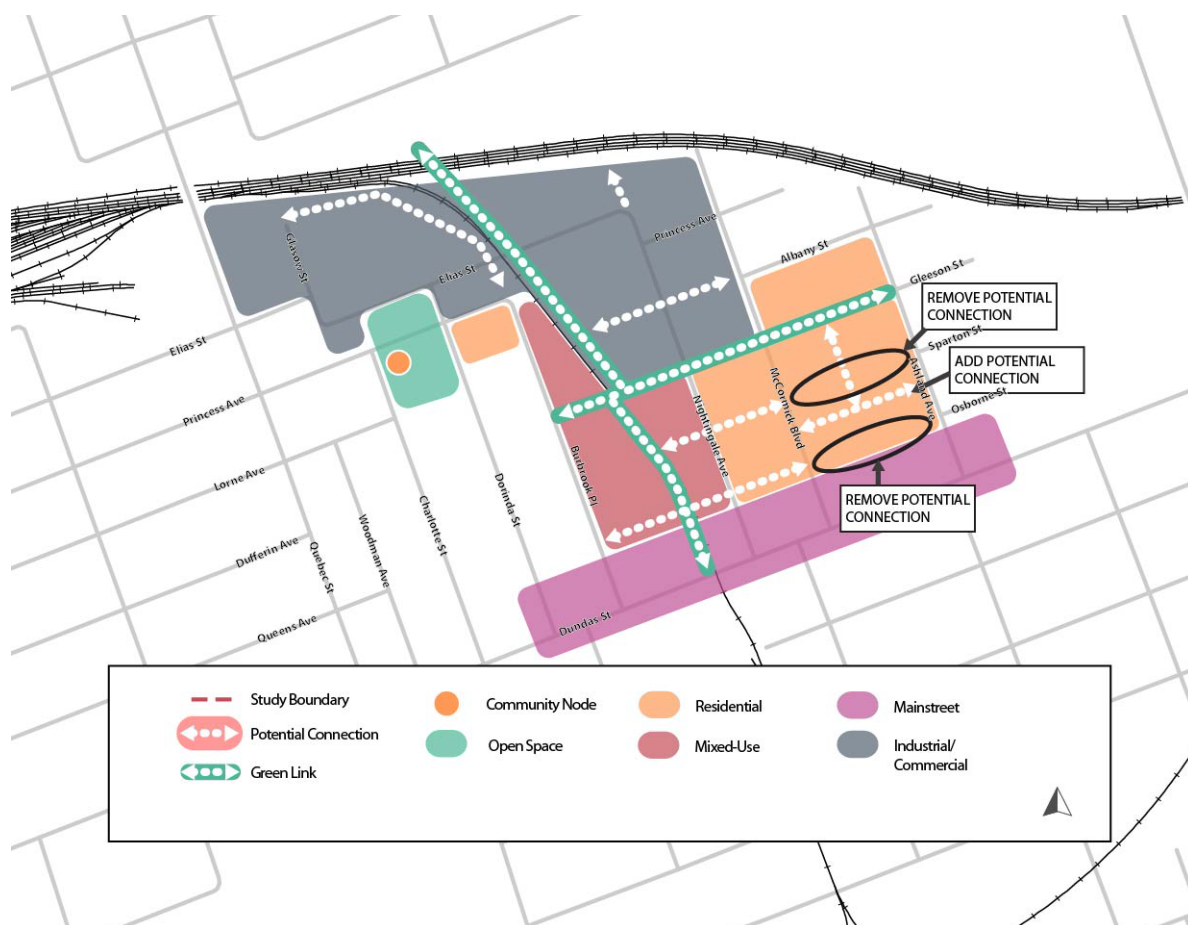 Princess Ave
Albany St
Gleeson St
Glasow St
Elias St
REMOVE POTENTIAL
CONNECTION
Sparton St
Elias St
ADD POTENTIAL
CONNECTION
Ashland Ave
McCormick Blvd
Osborne St
Princess Ave
Nightingale Ave
Burbrook Pl
Lorne Ave
Dorinda St
REMOVE POTENTIAL
CONNECTION
Charlotte St
Woodman Ave
Dufferin Ave
Quebec St
Queens Ave
Dundas St
Study Boundary
Community Node
Residential
Mainstreet
Potential Connection
Open Space
Mixed-Use
Industrial/
Commercial
Green Link